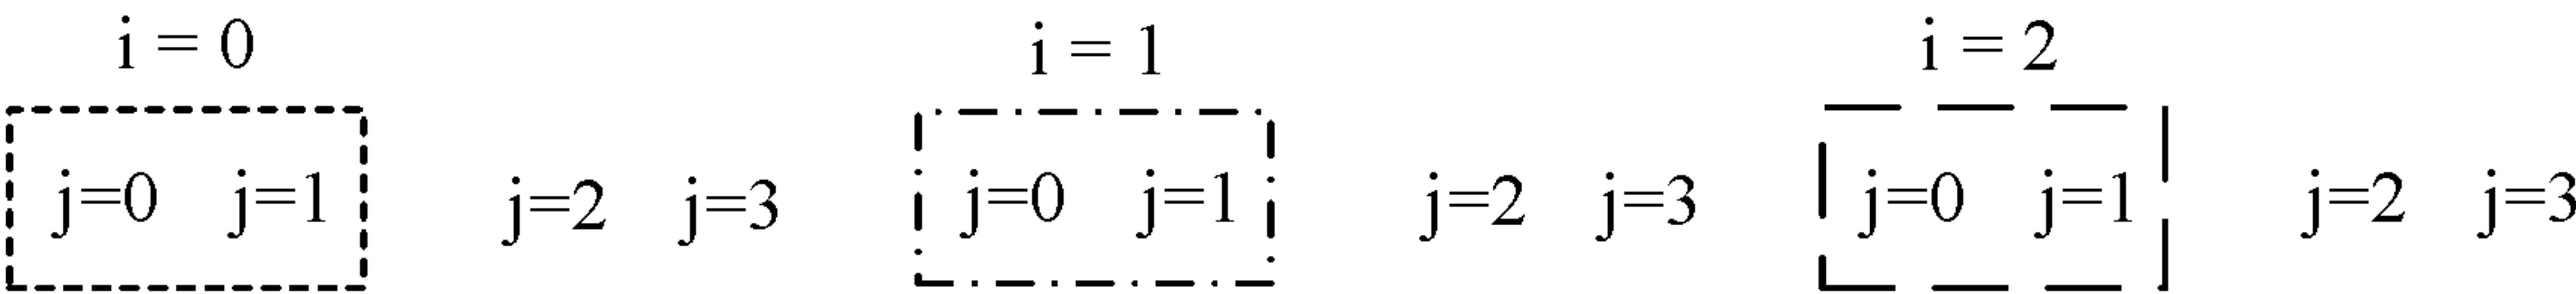 i = 0 i = 1 i = 2
j=0 j=1 j=2 j=3 j=0 j=1 j=2 j=3 j=0 j=1 j=2 j=3